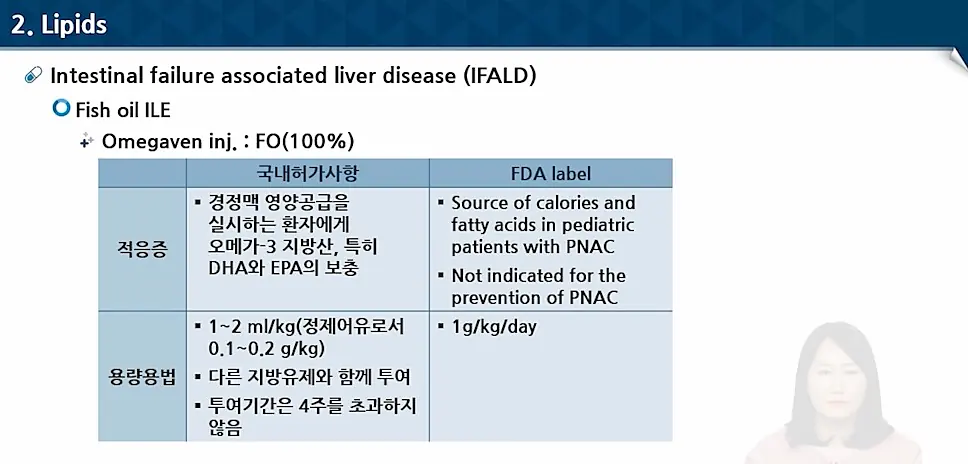 2. Lipids
Intestinal failure associated liver disease (IFALD)
Fish oil ILE
Omegaven inj. : FO(100%)
국내허가사항
FDA label
적응증
▪ 경정맥 영양공급을
실시하는 환자에게
오메가-3 지방산, 특히
DHA와 EPA의 보충
▪ Source of calories and
fatty acids in pediatric
patients with PNAC
▪ Not indicated for the
prevention of PNAC
용량용법
▪ 1~2 ml/kg(정제어유로서
0.1~0.2 g/kg)
▪ 다른 지방유제와 함께 투여
▪ 투여기간은 4주를 초과하지
않음
▪ 1g/kg/day